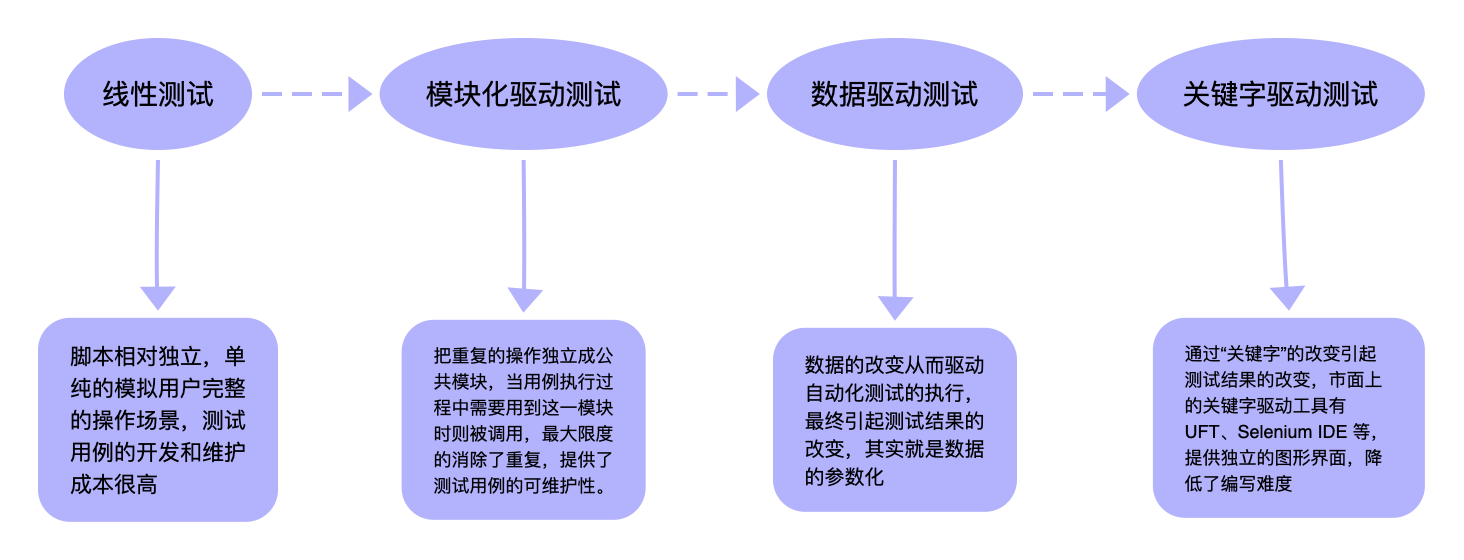 线性测试
模块化驱动测试
数据驱动测试
关键字驱动测试
脚本相对独立，单
纯的模拟用户完整
的操作场景，测试
用例的开发和维护
成本很高
把重复的操作独立成公
共模块，当用例执行过
程中需要用到这一模块
时则被调用，最大限度
的消除了重复，提供了
测试用例的可维护性。
数据的改变从而驱动
自动化测试的执行，
最终引起测试结果的
改变，其实就是数据
的参数化
通过“关键字”的改变引起
测试结果的改变，市面上
的关键字驱动工具有
UFT、Selenium IDE 等，
提供独立的图形界面，降
低了编写难度